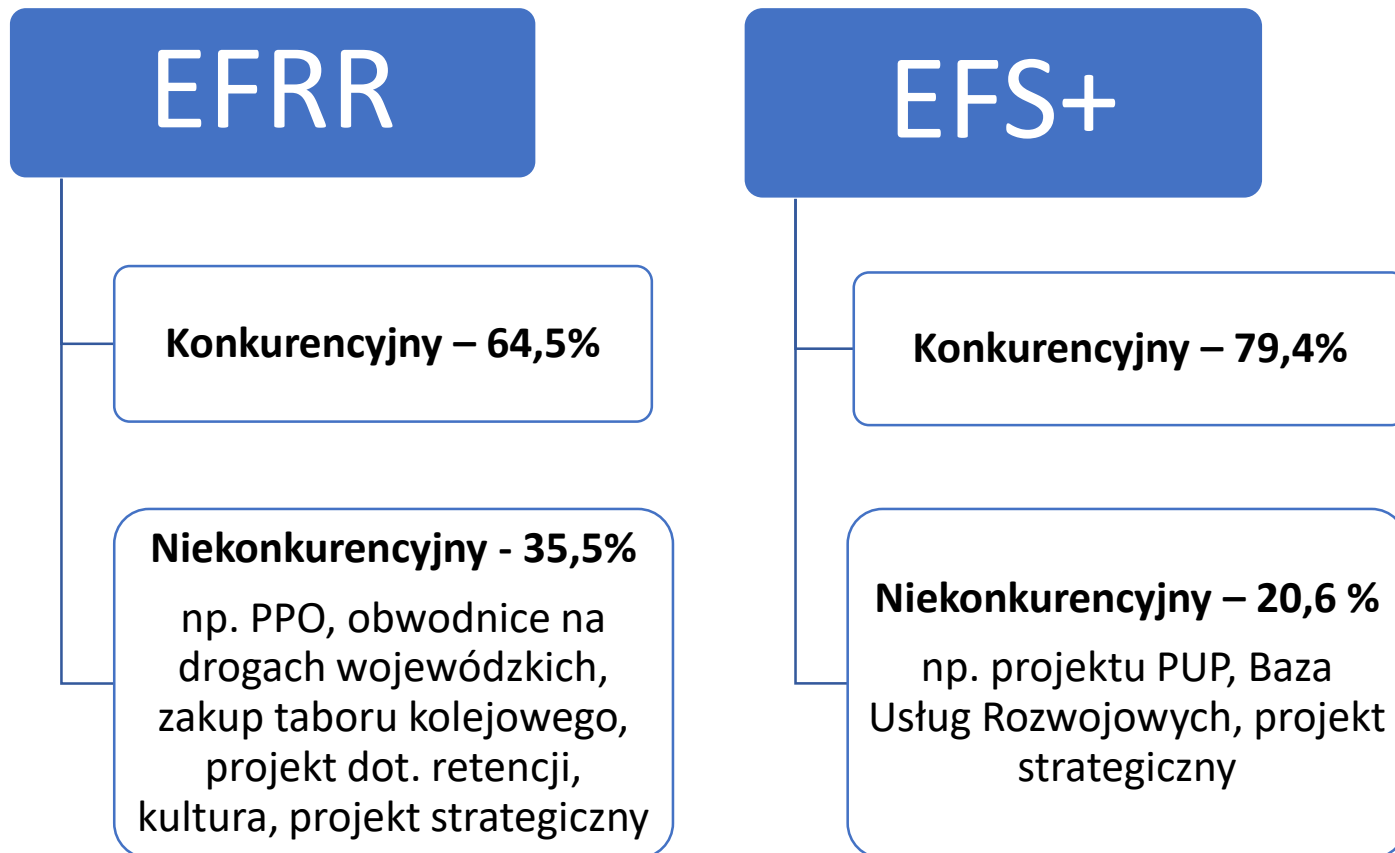 EFRR
Konkurencyjny – 64,5%
Niekonkurencyjny - 35,5%
np. PPO, obwodnice na
drogach wojewódzkich,
zakup taboru kolejowego,
projekt dot. retencji,
kultura, projekt strategiczny
EFS+
Konkurencyjny – 79,4%
Niekonkurencyjny – 20,6 %
np. projektu PUP, Baza
Usług Rozwojowych, projekt
strategiczny